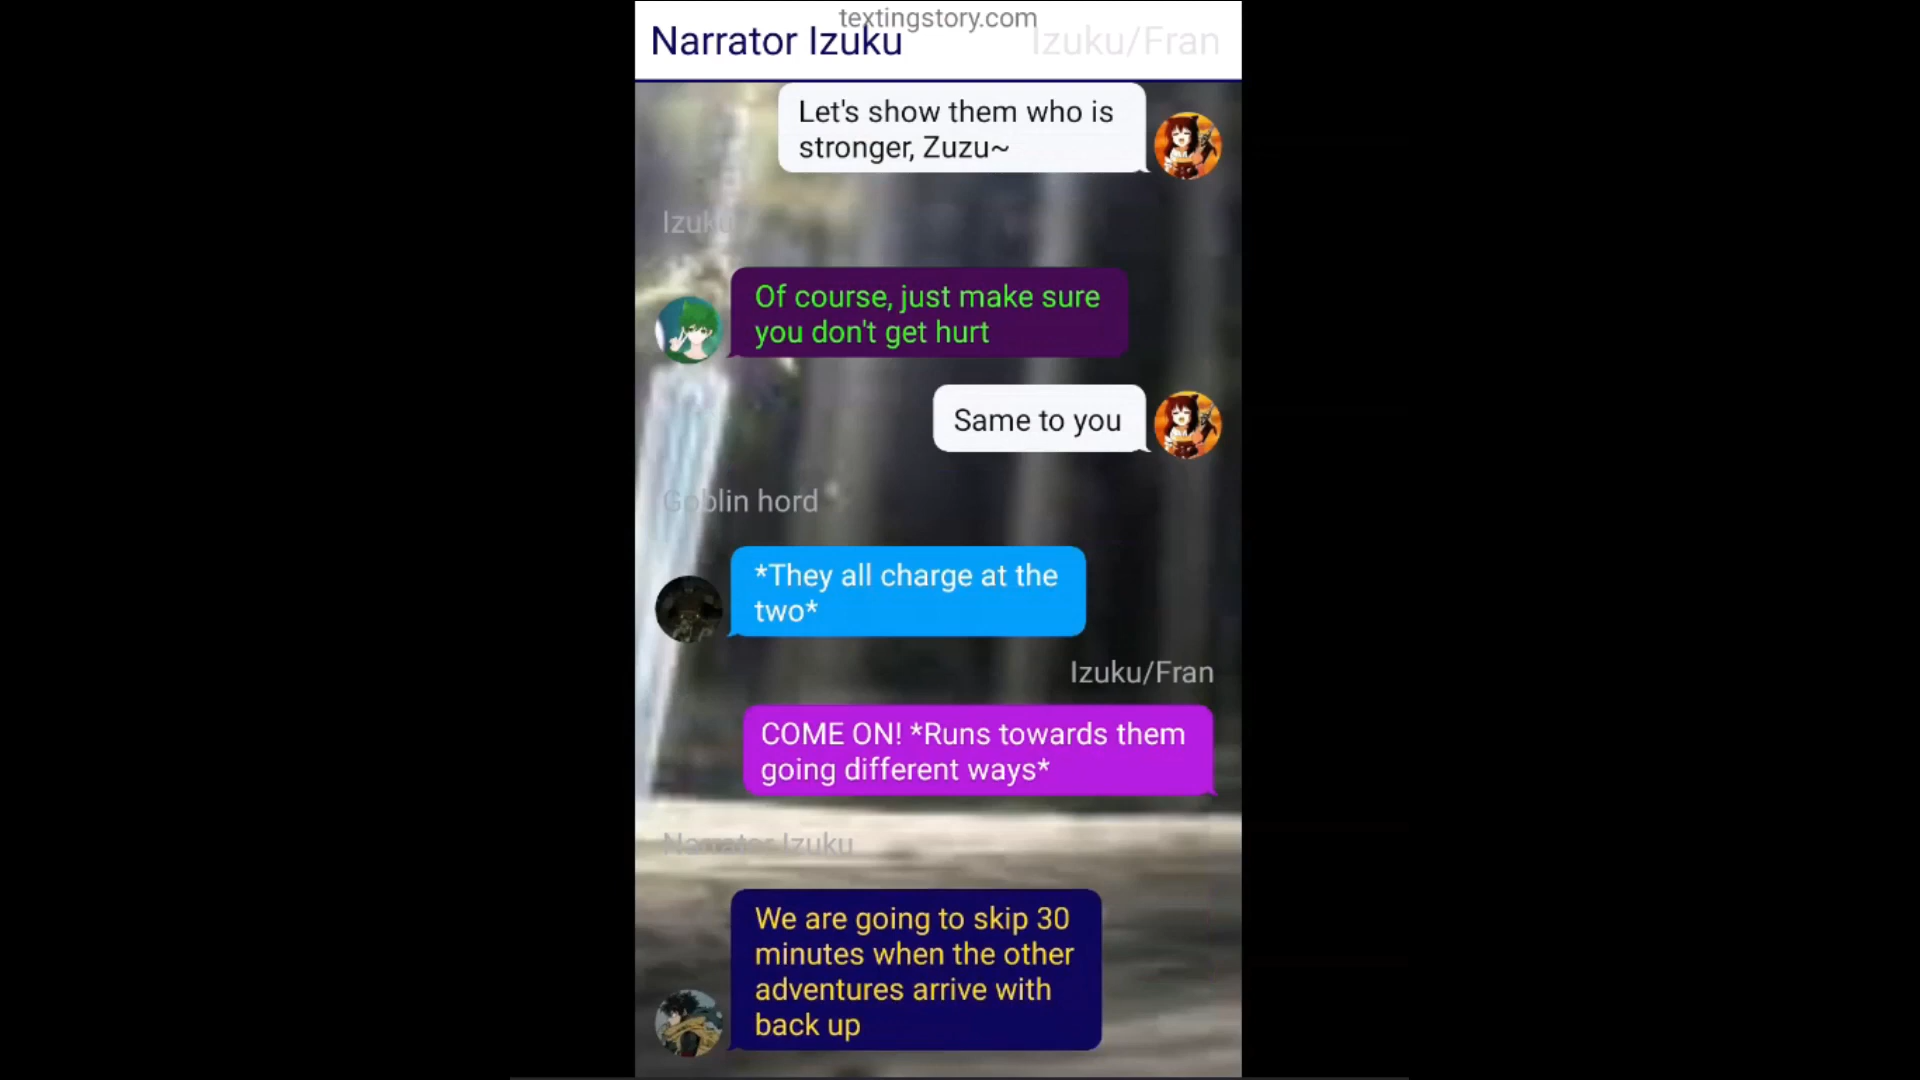 textingstory.com
Narrator Izuku
Izuku/Fran
Let's show them who is
stronger, Zuzu~
Izuku
Of course, just make sure
you don't get hurt
Same to you
Goblin hord
*They all charge at the
two*
Izuku/Fran
COME ON! *Runs towards them
going different ways*
Narrator Izuku
We are going to skip 30
minutes when the other
adventures arrive with
back up